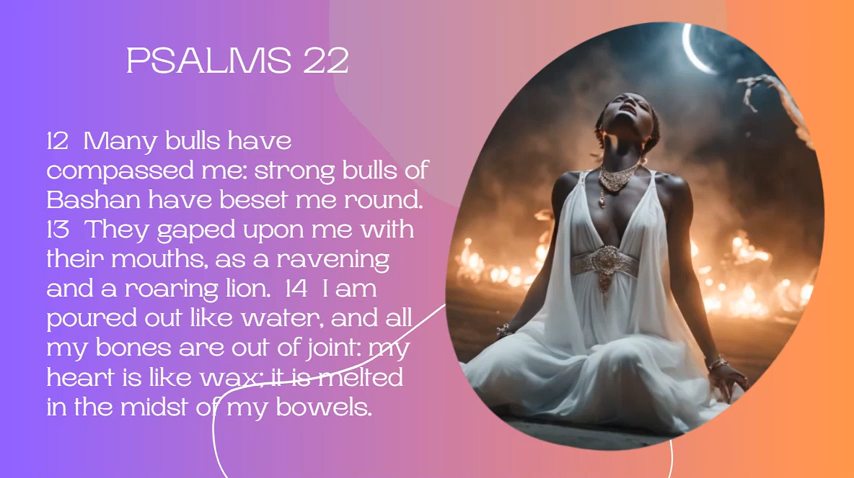 PSALMS 22
12  Many bulls have
compassed me: strong bulls of
Bashan have beset me round.
13  They gaped upon me with
their mouths, as a ravening
and a roaring lion.  14  I am
poured out like water, and all
my bones are out of joint: my
heart is like wax; it is melted
in the midst of my bowels.